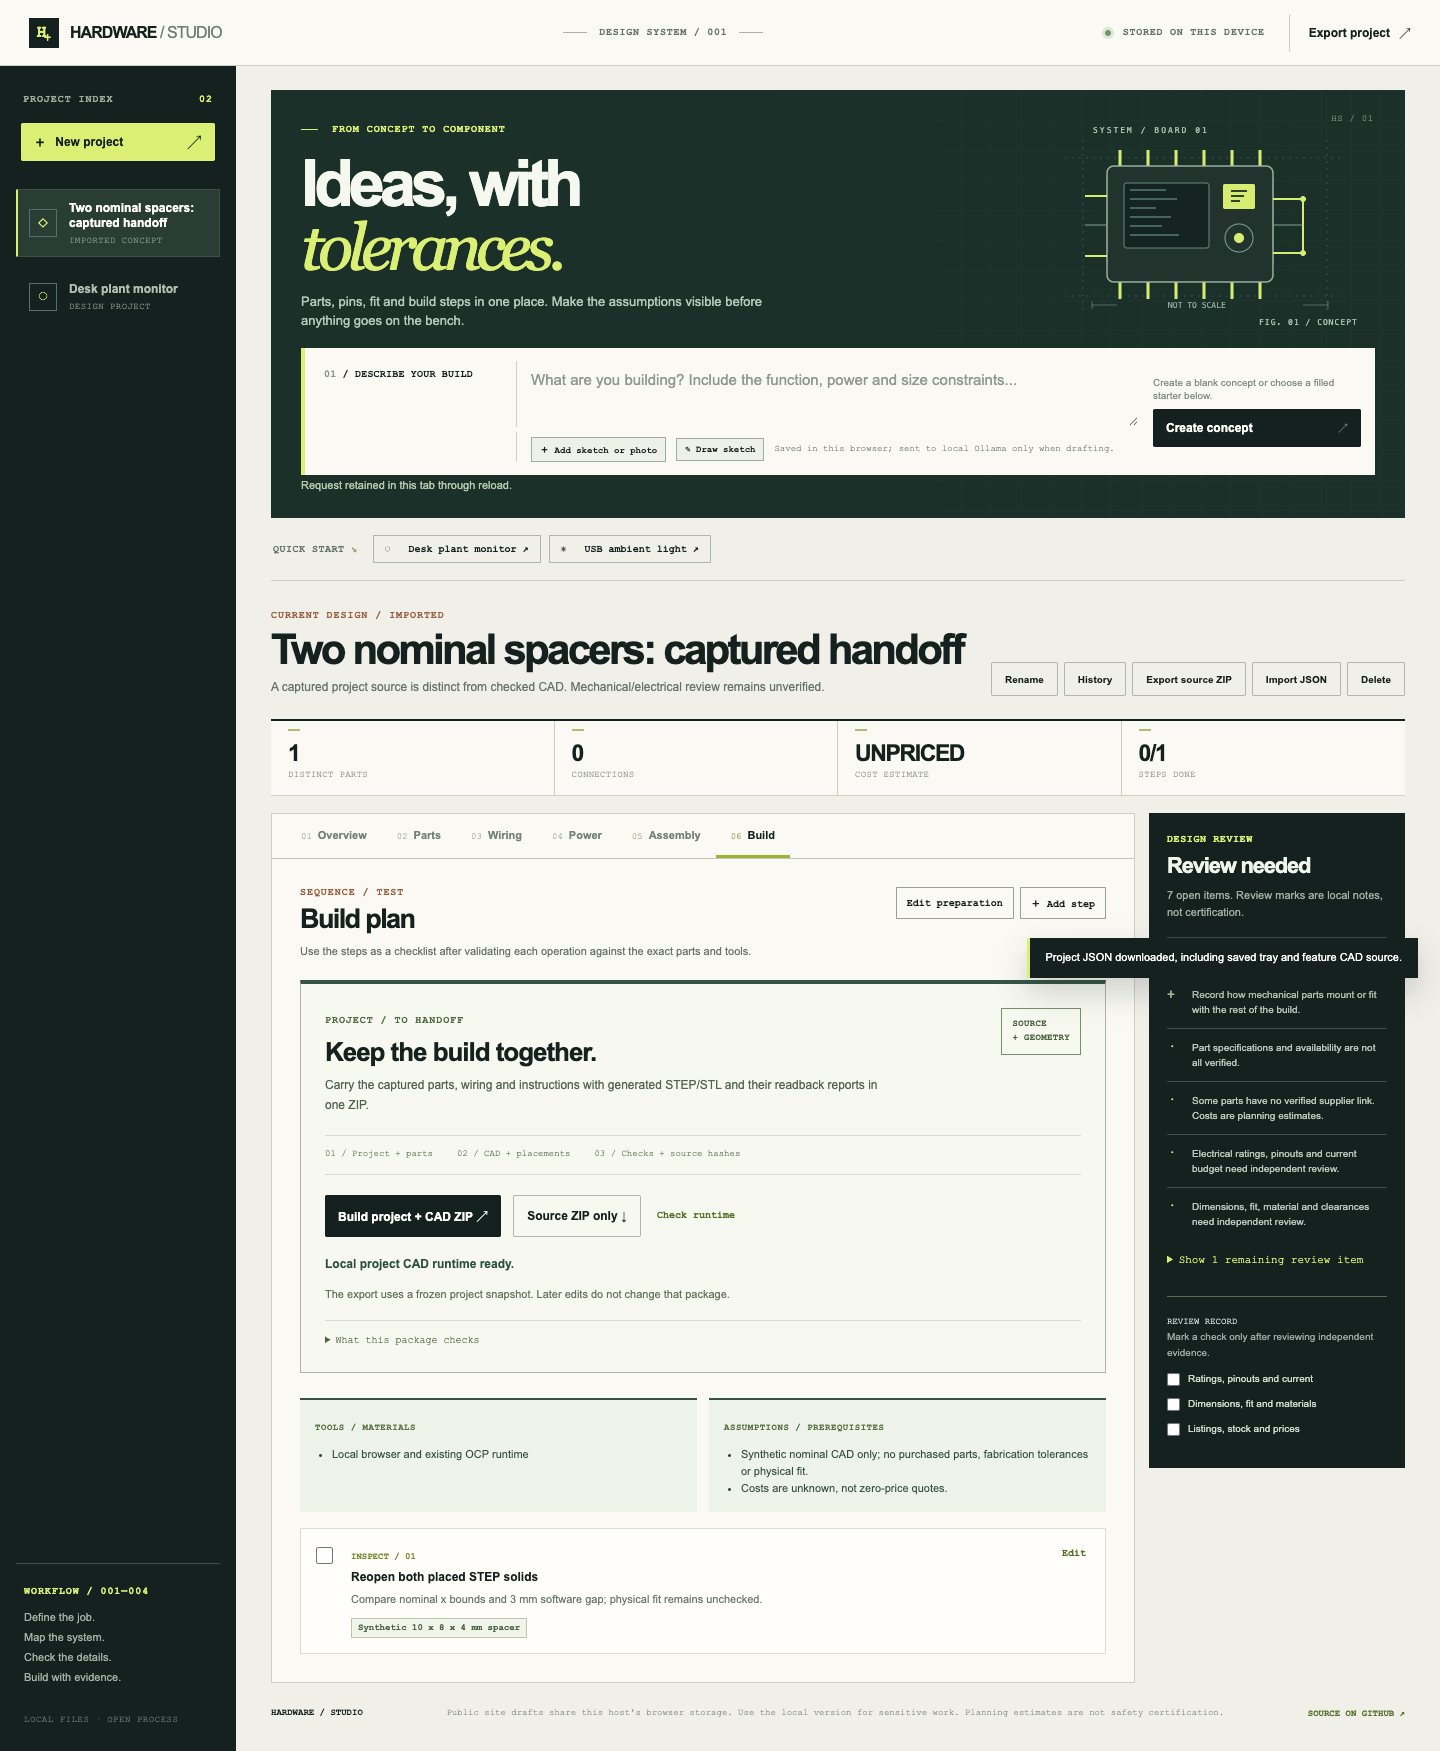 H+ HARDWARE / STUDIO
DESIGN SYSTEM / 001
STORED ON THIS DEVICE
Export project ↗
PROJECT INDEX 02
+ New project ↗
Two nominal spacers:
captured handoff
IMPORTED CONCEPT
Desk plant monitor
DESIGN PROJECT
WORKFLOW / 001—004
Define the job.
Map the system.
Check the details.
Build with evidence.
LOCAL FILES · OPEN PROCESS
FROM CONCEPT TO COMPONENT
Ideas, with
tolerances.
Parts, pins, fit and build steps in one place. Make the assumptions visible before
anything goes on the bench.
HS / 01
SYSTEM / BOARD 01
NOT TO SCALE
FIG. 01 / CONCEPT
01 / DESCRIBE YOUR BUILD
What are you building? Include the function, power and size constraints...
+ Add sketch or photo
✎ Draw sketch
Saved in this browser; sent to local Ollama only when drafting.
Create a blank concept or choose a filled
starter below.
Create concept ↗
Request retained in this tab through reload.
QUICK START ↘
Desk plant monitor ↗
USB ambient light ↗
CURRENT DESIGN / IMPORTED
Two nominal spacers: captured handoff
A captured project source is distinct from checked CAD. Mechanical/electrical review remains unverified.
Rename
History
Export source ZIP
Import JSON
Delete
1
DISTINCT PARTS
0
CONNECTIONS
UNPRICED
COST ESTIMATE
0/1
STEPS DONE
01 Overview
02 Parts
03 Wiring
04 Power
05 Assembly
06 Build
SEQUENCE / TEST
Build plan
Use the steps as a checklist after validating each operation against the exact parts and tools.
Edit preparation
+ Add step
PROJECT / TO HANDOFF
Keep the build together.
Carry the captured parts, wiring and instructions with generated STEP/STL and their readback reports in
one ZIP.
SOURCE
+ GEOMETRY
01 / Project + parts
02 / CAD + placements
03 / Checks + source hashes
Build project + CAD ZIP ↗
Source ZIP only ↓
Check runtime
Local project CAD runtime ready.
The export uses a frozen project snapshot. Later edits do not change that package.
▶ What this package checks
TOOLS / MATERIALS
• Local browser and existing OCP runtime
ASSUMPTIONS / PREREQUISITES
• Synthetic nominal CAD only; no purchased parts, fabrication tolerances
or physical fit.
• Costs are unknown, not zero-price quotes.
INSPECT / 01
Reopen both placed STEP solids
Compare nominal x bounds and 3 mm software gap; physical fit remains unchecked.
Synthetic 10 x 8 x 4 mm spacer
Edit
DESIGN REVIEW
Review needed
7 open items. Review marks are local notes,
not certification.
Project JSON downloaded, including saved tray and feature CAD source.
+ Record how mechanical parts mount or fit
with the rest of the build.
· Part specifications and availability are not
all verified.
· Some parts have no verified supplier link.
Costs are planning estimates.
· Electrical ratings, pinouts and current
budget need independent review.
· Dimensions, fit, material and clearances
need independent review.
▶ Show 1 remaining review item
REVIEW RECORD
Mark a check only after reviewing independent
evidence.
Ratings, pinouts and current
Dimensions, fit and materials
Listings, stock and prices
HARDWARE / STUDIO
Public site drafts share this host's browser storage. Use the local version for sensitive work. Planning estimates are not safety certification.
SOURCE ON GITHUB ↗